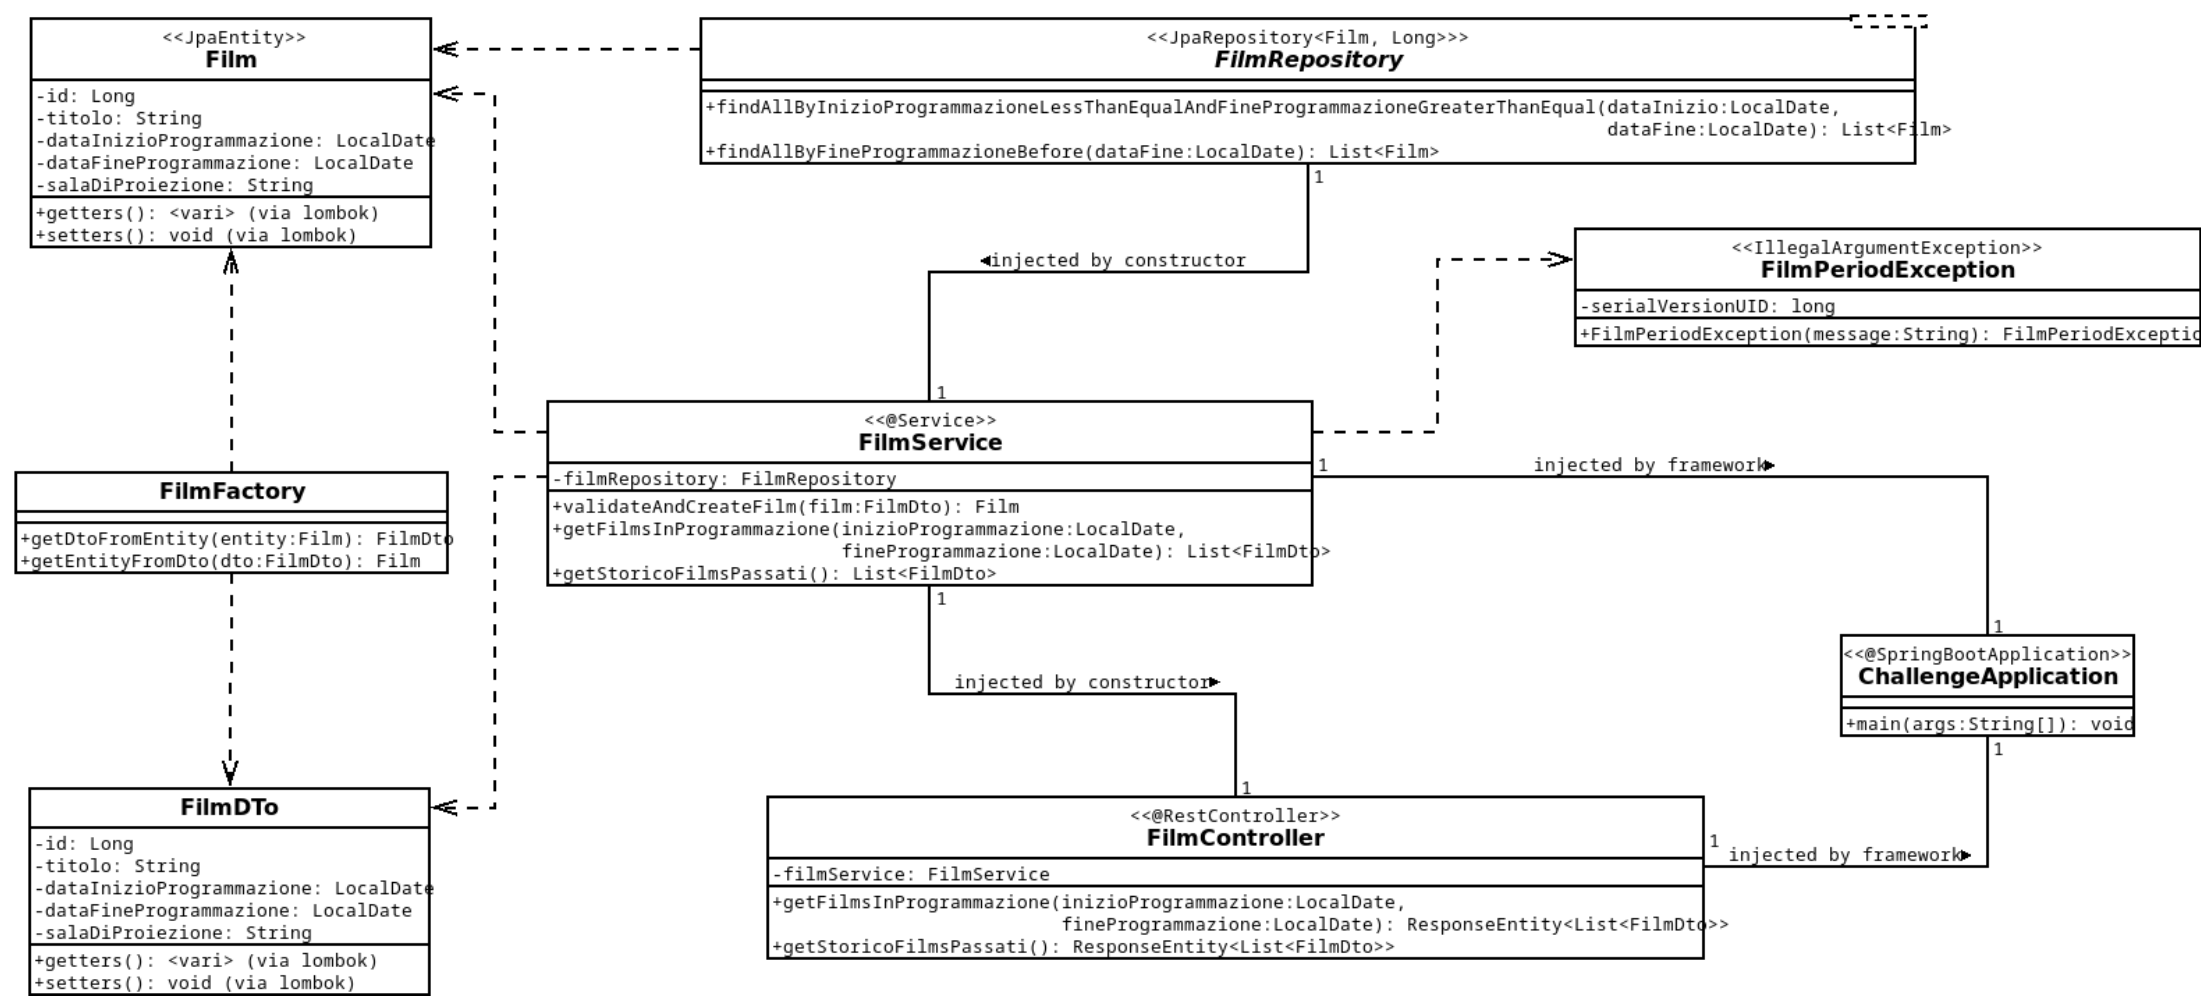 <<JpaEntity>>
Film
-id: Long
-titolo: String
-dataInizioProgrammazione: LocalDate
-dataFineProgrammazione: LocalDate
-salaDiProiezione: String
+getters(): <vari> (via lombok)
+setters(): void (via lombok)
<<JpaRepository<Film, Long>>>
FilmRepository
+findAllByInizioProgrammazioneLessThanEqualAndFineProgrammazioneGreaterThanEqual(dataInizio:LocalDate,
dataFine:LocalDate): List<Film>
+findAllByFineProgrammazioneBefore(dataFine:LocalDate): List<Film>
1
◀injected by constructor
1
<<IllegalArgumentException>>
FilmPeriodException
-serialVersionUID: long
+FilmPeriodException(message:String): FilmPeriodExceptio
<<@Service>>
FilmService
-filmRepository: FilmRepository
+validateAndCreateFilm(film:FilmDto): Film
+getFilmsInProgrammazione(inizioProgrammazione:LocalDate,
fineProgrammazione:LocalDate): List<FilmDto>
+getStoricoFilmsPassati(): List<FilmDto>
1
injected by framework▶
1
FilmFactory
+getDtoFromEntity(entity:Film): FilmDto
+getEntityFromDto(dto:FilmDto): Film
1
injected by constructor▶
1
<<@SpringBootApplication>>
ChallengeApplication
+main(args:String[]): void
1
FilmDTo
-id: Long
-titolo: String
-dataInizioProgrammazione: LocalDate
-dataFineProgrammazione: LocalDate
-salaDiProiezione: String
+getters(): <vari> (via lombok)
+setters(): void (via lombok)
<<@RestController>>
FilmController
-filmService: FilmService
+getFilmsInProgrammazione(inizioProgrammazione:LocalDate,
fineProgrammazione:LocalDate): ResponseEntity<List<FilmDto>>
+getStoricoFilmsPassati(): ResponseEntity<List<FilmDto>>
1
injected by framework▶